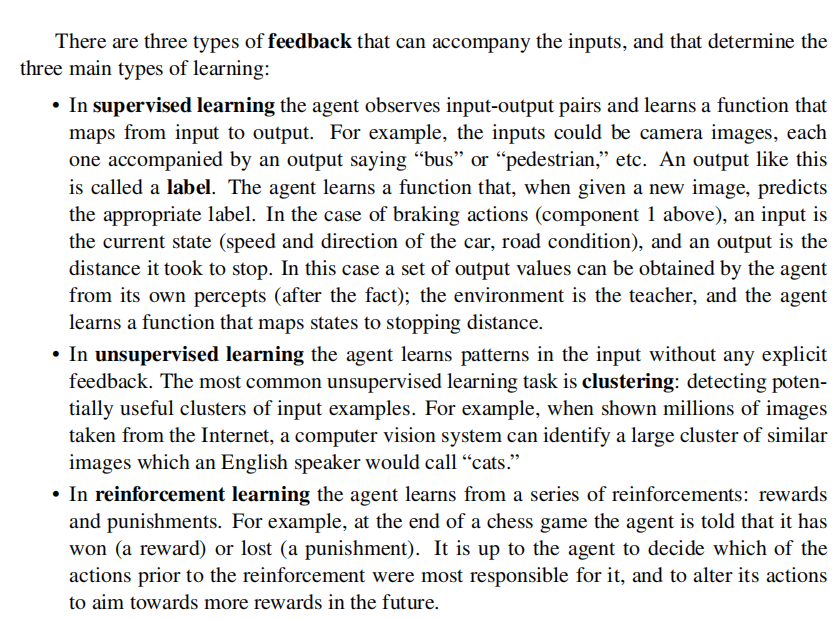 There are three types of feedback that can accompany the inputs, and that determine the
three main types of learning:
• In supervised learning the agent observes input-output pairs and learns a function that
maps from input to output. For example, the inputs could be camera images, each
one accompanied by an output saying “bus” or “pedestrian,” etc. An output like this
is called a label. The agent learns a function that, when given a new image, predicts
the appropriate label. In the case of braking actions (component 1 above), an input is
the current state (speed and direction of the car, road condition), and an output is the
distance it took to stop. In this case a set of output values can be obtained by the agent
from its own percepts (after the fact); the environment is the teacher, and the agent
learns a function that maps states to stopping distance.
• In unsupervised learning the agent learns patterns in the input without any explicit
feedback. The most common unsupervised learning task is clustering: detecting poten-
tially useful clusters of input examples. For example, when shown millions of images
taken from the Internet, a computer vision system can identify a large cluster of similar
images which an English speaker would call “cats.”
• In reinforcement learning the agent learns from a series of reinforcements: rewards
and punishments. For example, at the end of a chess game the agent is told that it has
won (a reward) or lost (a punishment). It is up to the agent to decide which of the
actions prior to the reinforcement were most responsible for it, and to alter its actions
to aim towards more rewards in the future.